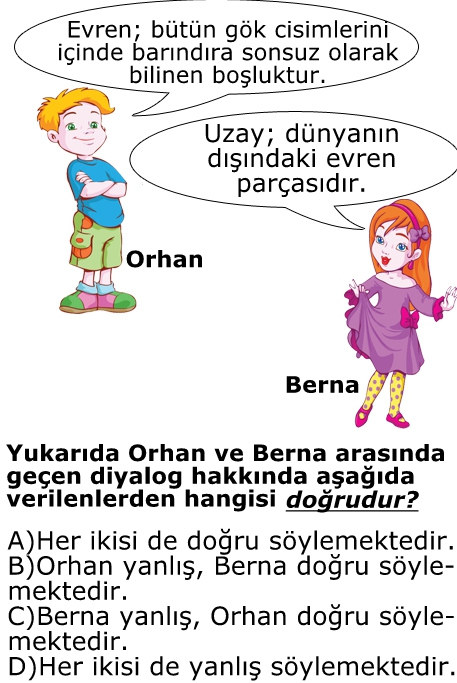 Evren; bütün gök cisimlerini
içinde barındıra sonsuz olarak
bilinen boşluktur.
Uzay; dünyanın
dışındaki evren
parçasıdır.
Orhan
Berna
Yukarıda Orhan ve Berna arasında
geçen diyalog hakkında aşağıda
verilenlerden hangisi doğrudur?
A)Her ikisi de doğru söylemektedir.
B)Orhan yanlış, Berna doğru söyle-
mektedir.
C)Berna yanlış, Orhan doğru söyle-
mektedir.
D)Her ikisi de yanlış söylemektedir.